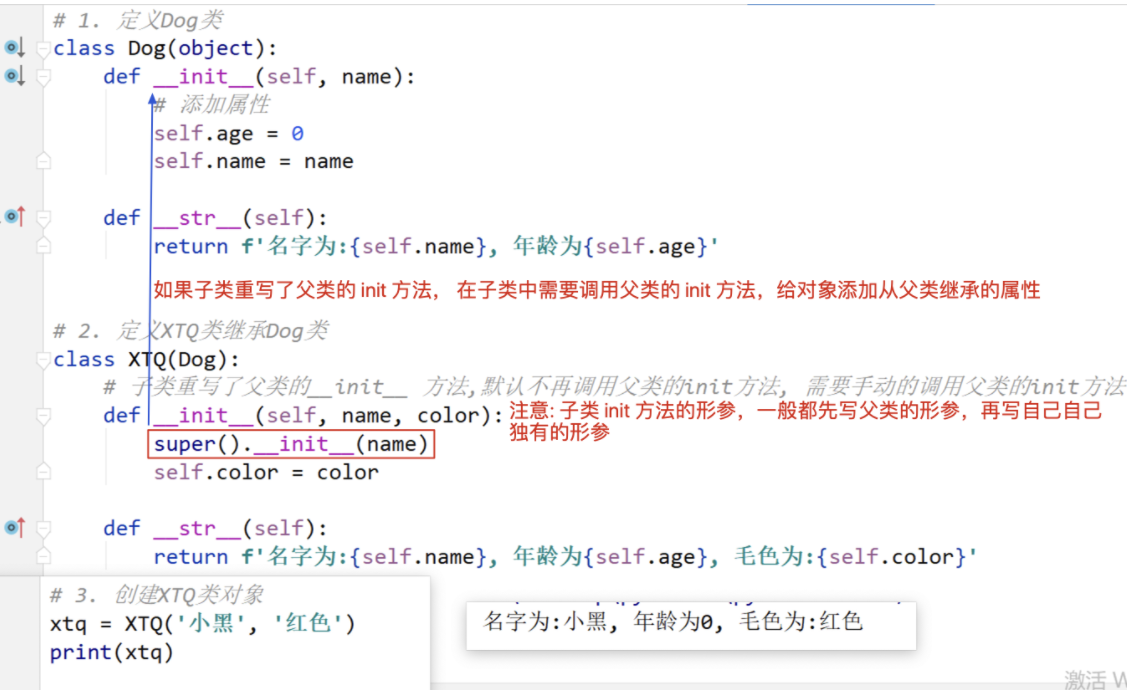 # 1. 定义Dog类
class Dog(object):
    def __init__(self, name):
        # 添加属性
        self.age = 0
        self.name = name
    def __str__(self):
        return f'名字为:{self.name}, 年龄为{self.age}'
如果子类重写了父类的 init 方法， 在子类中需要调用父类的 init 方法，给对象添加从父类继承的属性
# 2. 定义XTQ类继承Dog类
class XTQ(Dog):
    # 子类重写了父类的__init__ 方法,默认不再调用父类的init方法, 需要手动的调用父类的init方法
    def __init__(self, name, color):
注意: 子类 init 方法的形参，一般都先写父类的形参，再写自己自己
独有的形参
        super().__init__(name)
        self.color = color
    def __str__(self):
        return f'名字为:{self.name}, 年龄为{self.age}, 毛色为:{self.color}'
# 3. 创建XTQ类对象
xtq = XTQ('小黑', '红色')
print(xtq)
名字为:小黑, 年龄为0, 毛色为:红色
激活 W